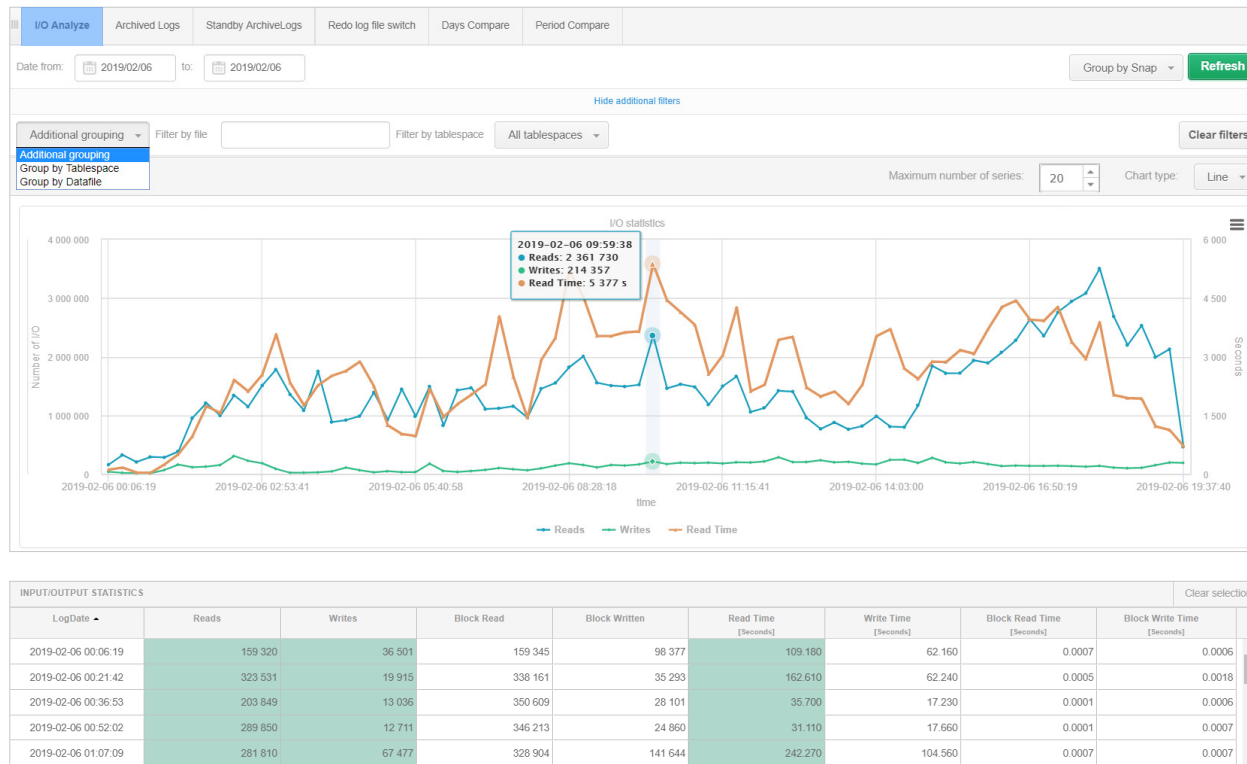 I/O Analyze Archived Logs Standby ArchiveLogs Redo log file switch Days Compare Period Compare
Date from: 2019/02/06 to: 2019/02/06 Group by Snap Refresh
Hide additional filters
Additional grouping Filter by file Filter by tablespace All tablespaces Clear filters
Additional grouping
Group by Tablespace
Group by Datafile
Maximum number of series: 20 Chart type: Line
I/O statistics
4 000 000
3 000 000
2 000 000
1 000 000
0
Number of I/O
2019-02-06 09:59:38
Reads: 2 361 730
Writes: 214 357
Read Time: 5 377 s
6 000
4 500
3 000
1 500
0
Seconds
2019-02-06 00:06:19 2019-02-06 02:53:41 2019-02-06 05:40:58 2019-02-06 08:28:18 2019-02-06 11:15:41 2019-02-06 14:03:00 2019-02-06 16:50:19 2019-02-06 19:37:40
time
Reads Writes Read Time
INPUT/OUTPUT STATISTICS Clear selection
LogDate Reads Writes Block Read Block Written Read Time Write Time Block Read Time Block Write Time
[Seconds] [Seconds] [Seconds] [Seconds]
2019-02-06 00:06:19 159 320 36 501 159 345 98 377 109.180 62.160 0.0007 0.0006
2019-02-06 00:21:42 323 531 19 915 338 161 35 293 162.610 62.240 0.0005 0.0018
2019-02-06 00:36:53 203 849 13 036 350 609 28 101 35.700 17.230 0.0001 0.0006
2019-02-06 00:52:02 289 850 12 711 346 213 24 860 31.110 17.660 0.0001 0.0007
2019-02-06 01:07:09 281 810 67 477 328 904 141 644 242.270 104.560 0.0007 0.0007